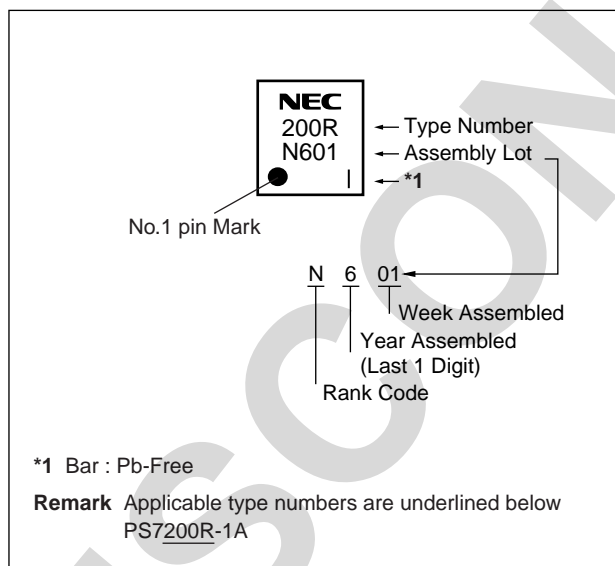 NEC
200R ← Type Number
N601 ← Assembly Lot
| ← *1
No.1 pin Mark
N 6 01
Week Assembled
Year Assembled
(Last 1 Digit)
Rank Code
*1 Bar : Pb-Free
Remark Applicable type numbers are underlined below
PS7200R-1A